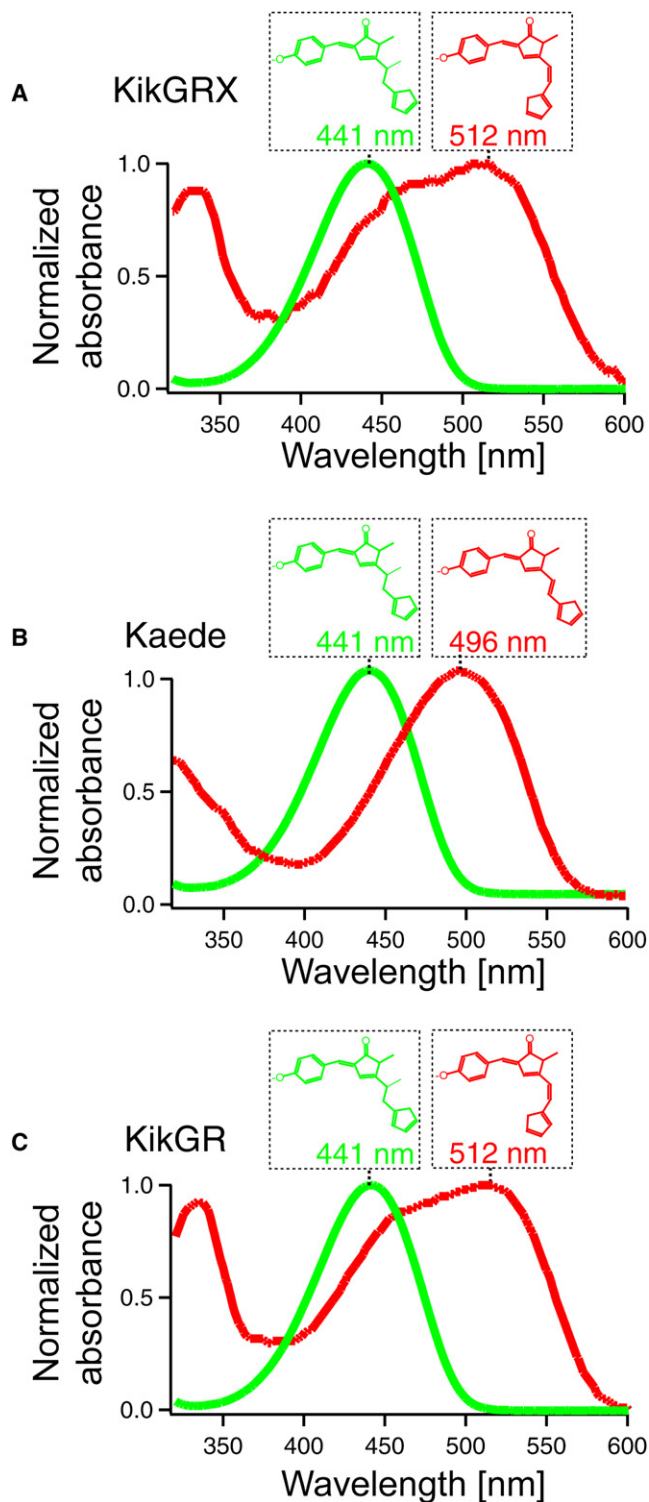 A
KikGRX
O
-O
441 nm
O
-O
512 nm
Normalized
absorbance
1.0
0.5
0.0
350 400 450 500 550 600
Wavelength [nm]
B
Kaede
O
-O
441 nm
O
-O
496 nm
Normalized
absorbance
1.0
0.5
0.0
350 400 450 500 550 600
Wavelength [nm]
C
KikGR
O
-O
441 nm
O
-O
512 nm
Normalized
absorbance
1.0
0.5
0.0
350 400 450 500 550 600
Wavelength [nm]